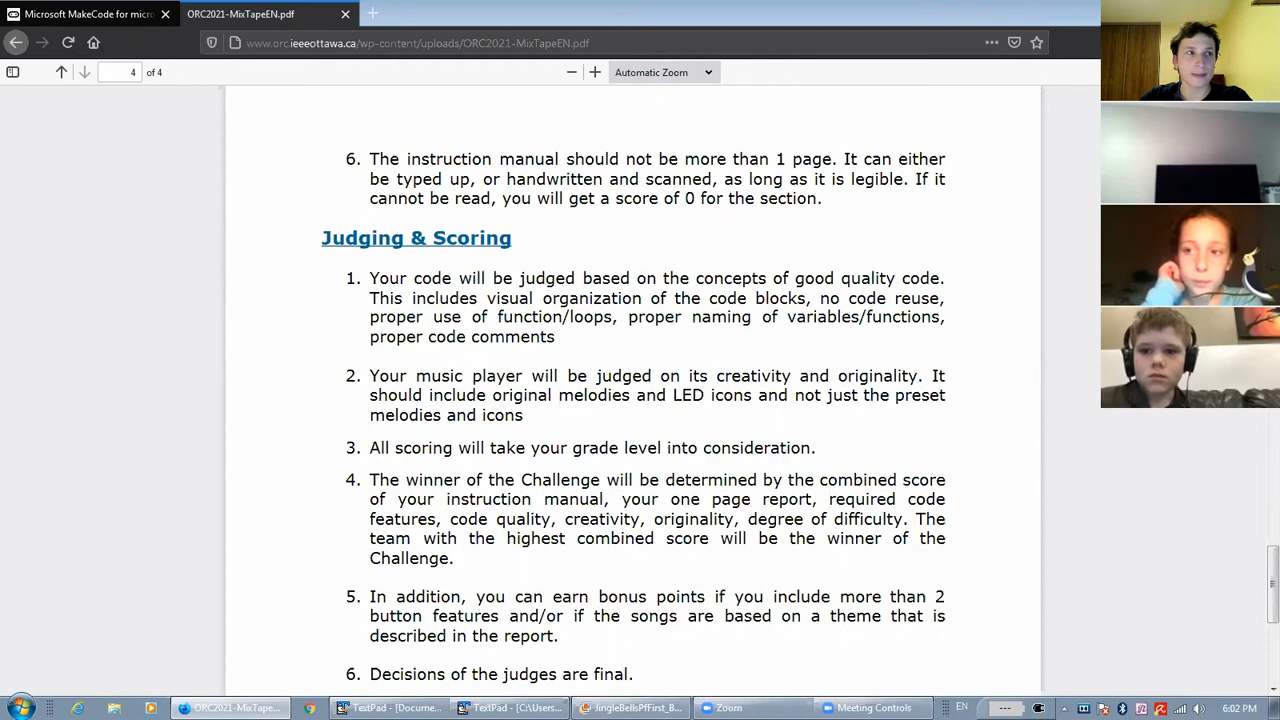 Microsoft MakeCode for micro
ORC2021-MixTapeEN.pdf
www.orc.ieeeottawa.ca/wp-content/uploads/ORC2021-MixTapeEN.pdf
4 of 4
Automatic Zoom
6. The instruction manual should not be more than 1 page. It can either
be typed up, or handwritten and scanned, as long as it is legible. If it
cannot be read, you will get a score of 0 for the section.
Judging & Scoring
1. Your code will be judged based on the concepts of good quality code.
This includes visual organization of the code blocks, no code reuse,
proper use of function/loops, proper naming of variables/functions,
proper code comments
2. Your music player will be judged on its creativity and originality. It
should include original melodies and LED icons and not just the preset
melodies and icons
3. All scoring will take your grade level into consideration.
4. The winner of the Challenge will be determined by the combined score
of your instruction manual, your one page report, required code
features, code quality, creativity, originality, degree of difficulty. The
team with the highest combined score will be the winner of the
Challenge.
5. In addition, you can earn bonus points if you include more than 2
button features and/or if the songs are based on a theme that is
described in the report.
6. Decisions of the judges are final.
ORC2021-MixTape...
TextPad - [Docume...
TextPad - [C:\Users...
JingleBellsPfFirst_B...
Zoom
Meeting Controls
EN
6:02 PM